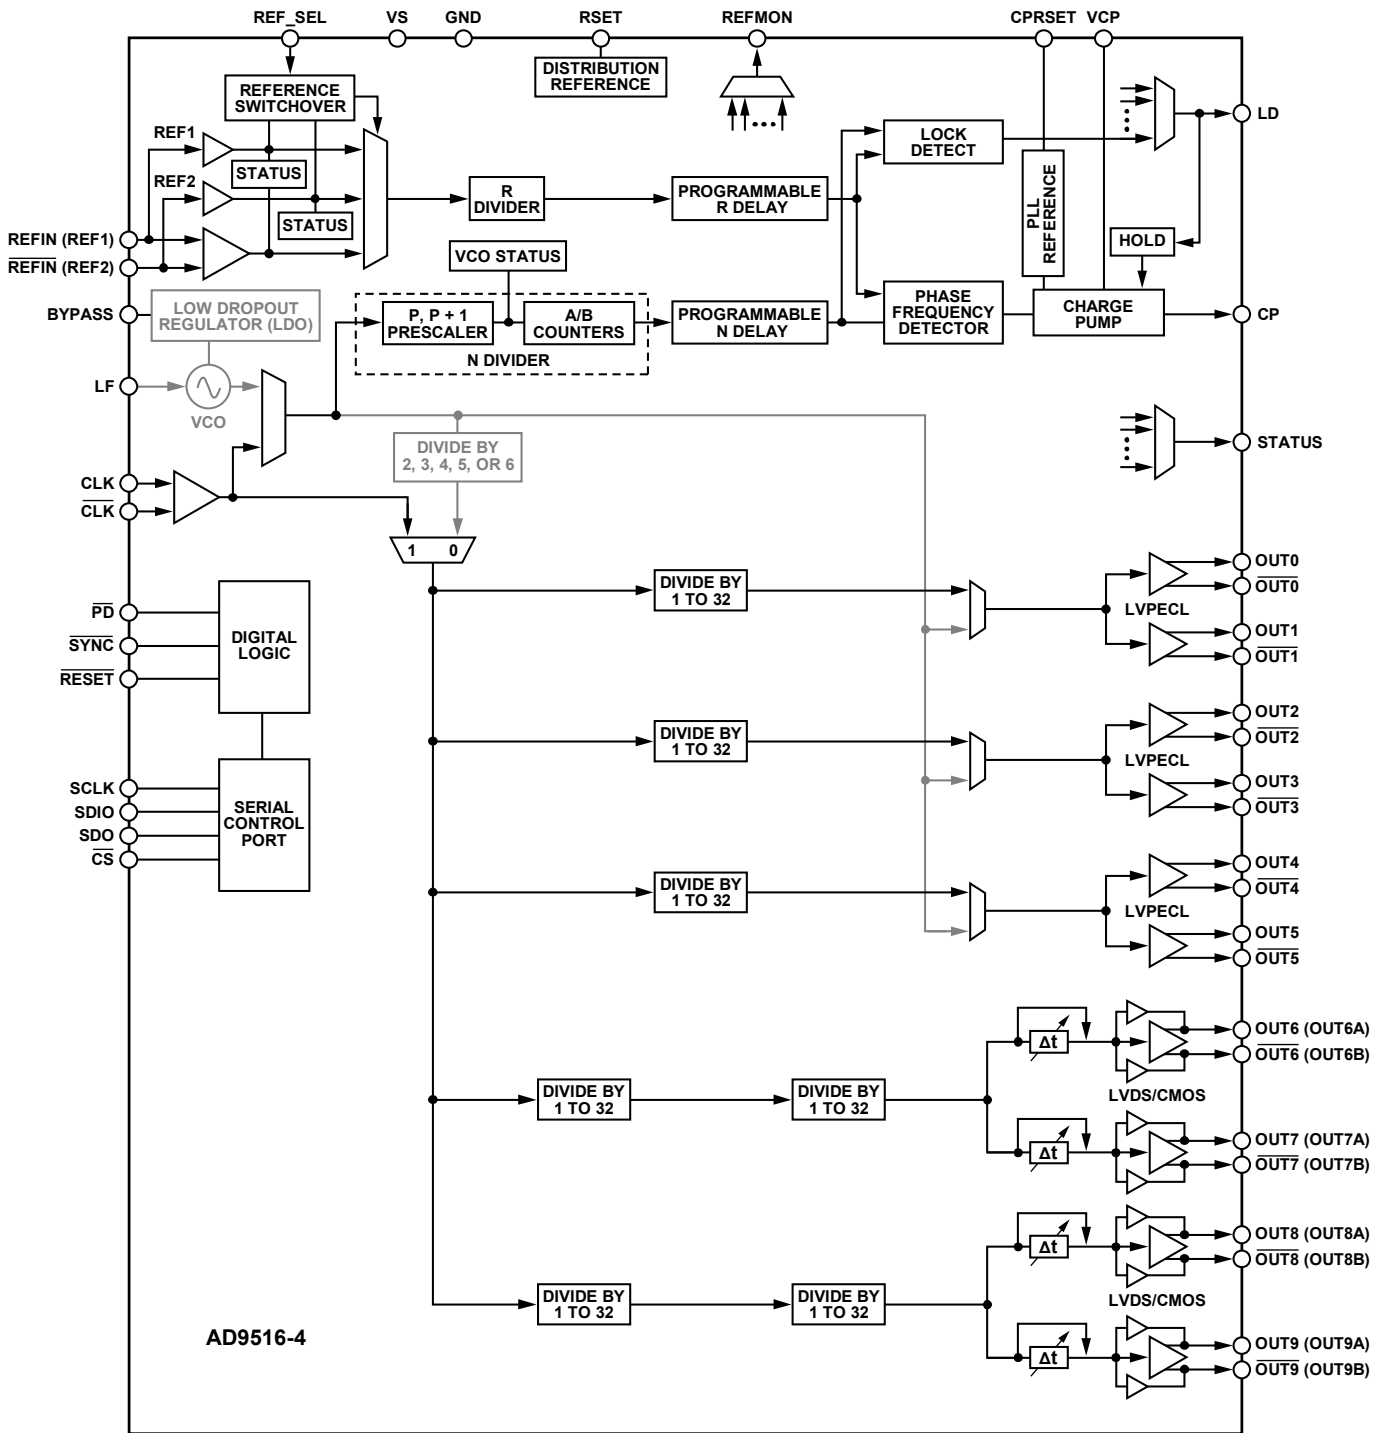 REF_SEL
VS
GND
RSET
REFMON
CPRSET
VCP
DISTRIBUTION
REFERENCE
REFERENCE
SWITCHOVER
LD
REF1
LOCK
DETECT
STATUS
REF2
R
DIVIDER
PROGRAMMABLE
R DELAY
PLL
REFERENCE
STATUS
REFIN (REF1)
REFIN (REF2)
HOLD
VCO STATUS
BYPASS
LOW DROPOUT
REGULATOR (LDO)
P, P + 1
PRESCALER
A/B
COUNTERS
N DIVIDER
PROGRAMMABLE
N DELAY
PHASE
FREQUENCY
DETECTOR
CHARGE
PUMP
CP
LF
VCO
STATUS
DIVIDE BY
2, 3, 4, 5, OR 6
CLK
CLK
1
0
OUT0
OUT0
DIVIDE BY
1 TO 32
LVPECL
OUT1
OUT1
PD
SYNC
RESET
DIGITAL
LOGIC
OUT2
OUT2
DIVIDE BY
1 TO 32
LVPECL
OUT3
OUT3
SCLK
SDIO
SDO
CS
SERIAL
CONTROL
PORT
OUT4
OUT4
DIVIDE BY
1 TO 32
LVPECL
OUT5
OUT5
Δt
OUT6 (OUT6A)
OUT6 (OUT6B)
DIVIDE BY
1 TO 32
DIVIDE BY
1 TO 32
LVDS/CMOS
Δt
OUT7 (OUT7A)
OUT7 (OUT7B)
Δt
OUT8 (OUT8A)
OUT8 (OUT8B)
DIVIDE BY
1 TO 32
DIVIDE BY
1 TO 32
LVDS/CMOS
AD9516-4
Δt
OUT9 (OUT9A)
OUT9 (OUT9B)